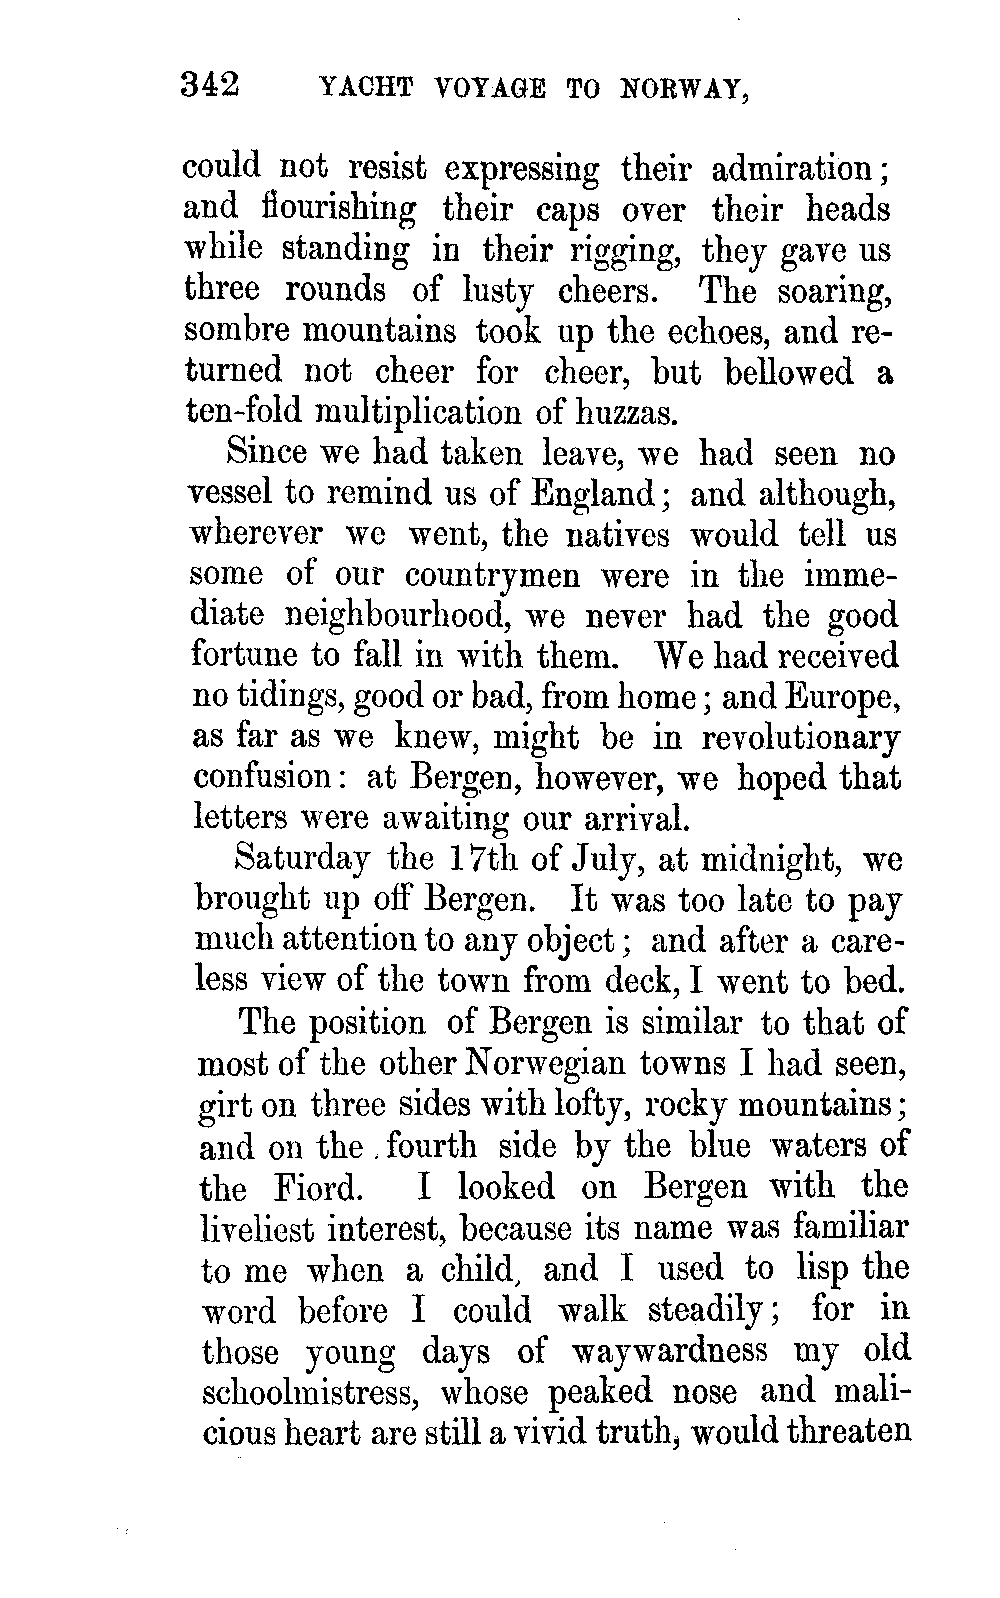 342 YACHT VOYAGE TO NORWAY,
could not resist expressing their admiration;
and flourishing their caps over their heads
while standing in their rigging, they gave us
three rounds of lusty cheers. The soaring,
sombre mountains took up the echoes, and re-
turned not cheer for cheer, but bellowed a
ten-fold multiplication of huzzas.
Since we had taken leave, we had seen no
vessel to remind us of England; and although,
wherever we went, the natives would tell us
some of our countrymen were in the imme-
diate neighbourhood, we never had the good
fortune to fall in with them. We had received
no tidings, good or bad, from home; and Europe,
as far as we knew, might be in revolutionary
confusion: at Bergen, however, we hoped that
letters were awaiting our arrival.
Saturday the 17th of July, at midnight, we
brought up off Bergen. It was too late to pay
much attention to any object; and after a care-
less view of the town from deck, I went to bed.
The position of Bergen is similar to that of
most of the other Norwegian towns I had seen,
girt on three sides with lofty, rocky mountains;
and on the fourth side by the blue waters of
the Fiord. I looked on Bergen with the
liveliest interest, because its name was familiar
to me when a child, and I used to lisp the
word before I could walk steadily; for in
those young days of waywardness my old
schoolmistress, whose peaked nose and mali-
cious heart are still a vivid truth, would threaten